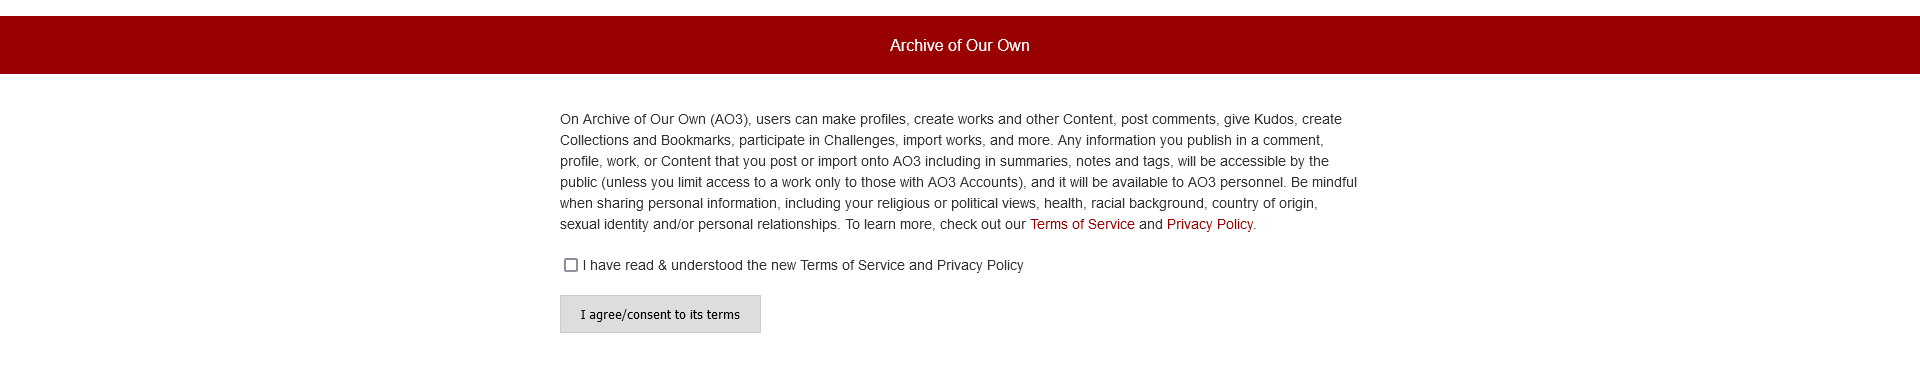 Archive of Our Own
On Archive of Our Own (AO3), users can make profiles, create works and other Content, post comments, give Kudos, create
Collections and Bookmarks, participate in Challenges, import works, and more. Any information you publish in a comment,
profile, work, or Content that you post or import onto AO3 including in summaries, notes and tags, will be accessible by the
public (unless you limit access to a work only to those with AO3 Accounts), and it will be available to AO3 personnel. Be mindful
when sharing personal information, including your religious or political views, health, racial background, country of origin,
sexual identity and/or personal relationships. To learn more, check out our Terms of Service and Privacy Policy.
I have read & understood the new Terms of Service and Privacy Policy
I agree/consent to its terms